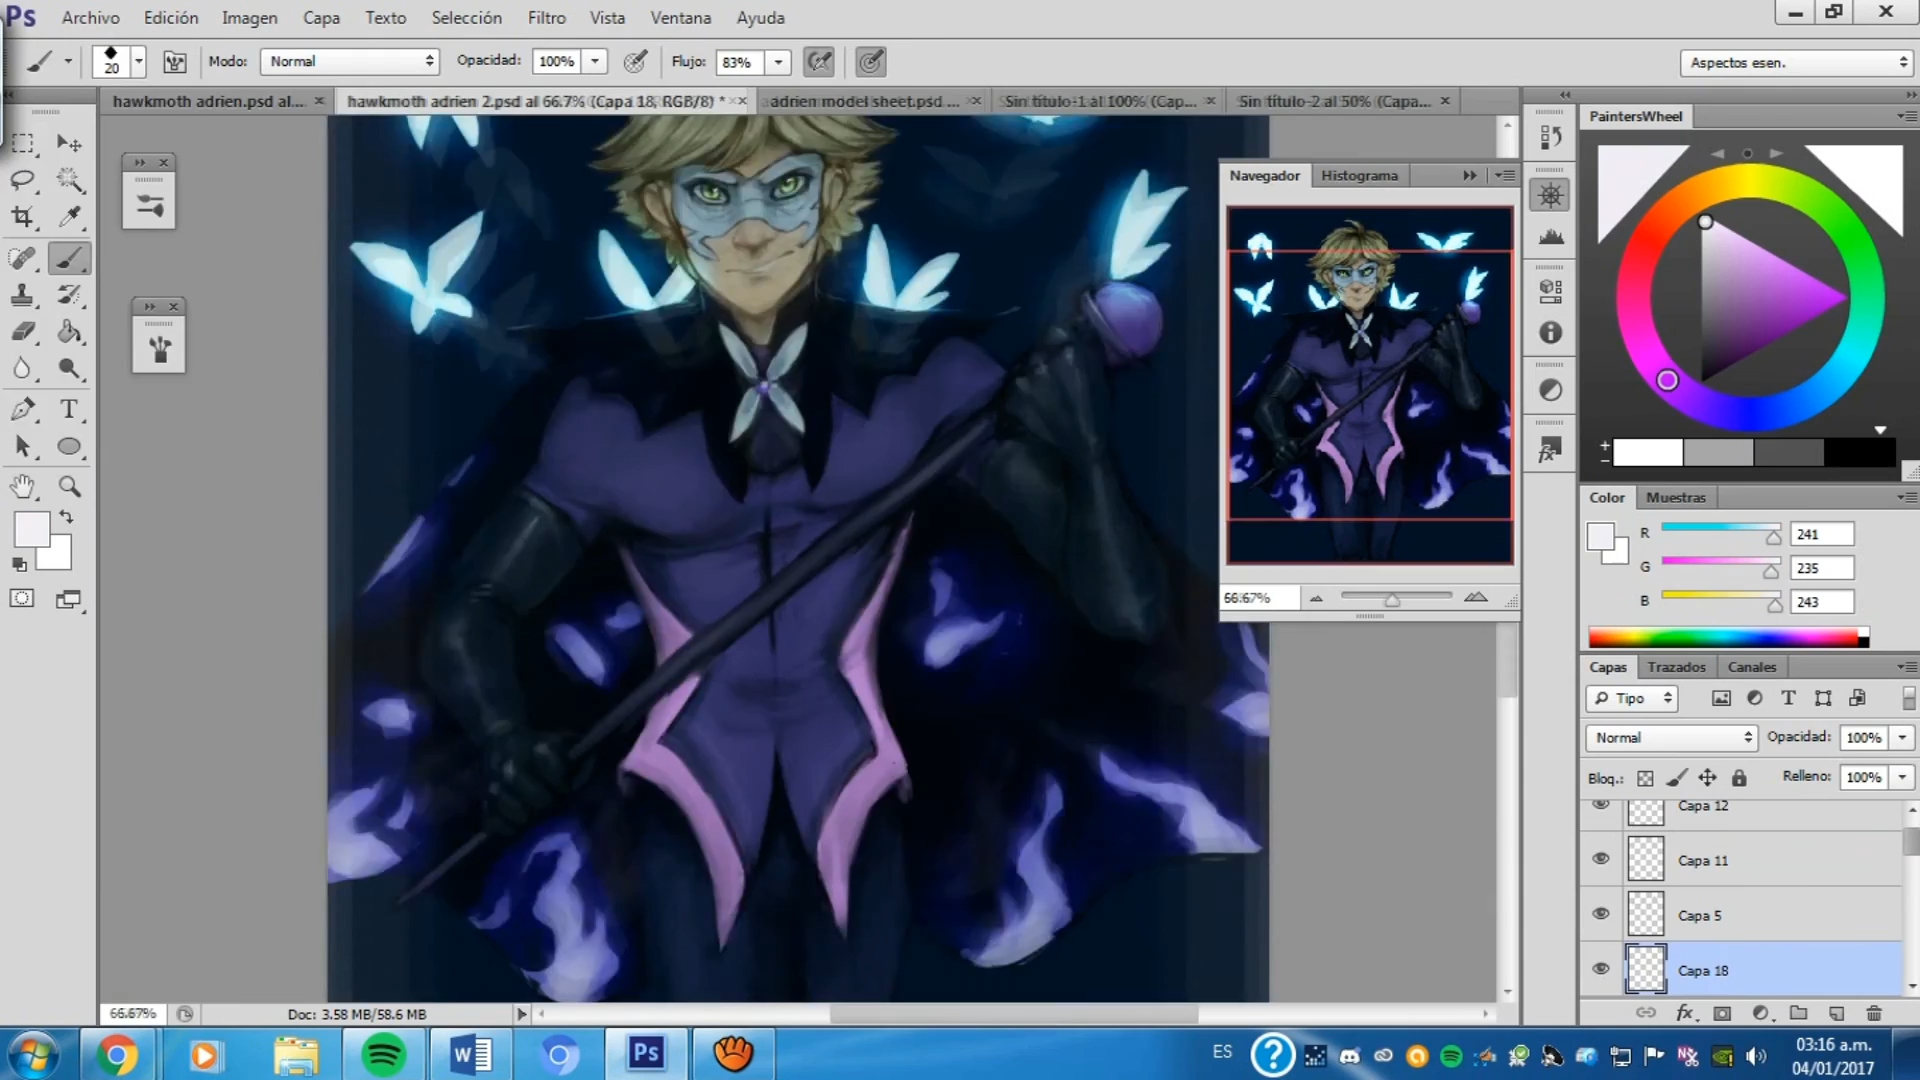 Ps Archivo Edición Imagen Capa Texto Selección Filtro Vista Ventana Ayuda
20 Modo: Normal Opacidad: 100% Flujo: 83% Aspectos esen.
hawkmoth adrien.psd al... × hawkmoth adrien 2.psd al 66.7% (Capa 18, RGB/8) * × adrien model sheet.psd ... × Sin título-1 al 100% (Cap... × Sin título-2 al 50% (Capa... ×
PaintersWheel
Navegador Histograma
66.67%
Color Muestras
R 241
G 235
B 243
Capas Trazados Canales
Tipo
Normal Opacidad: 100%
Bloq.: Relleno: 100%
Capa 12
Capa 11
Capa 5
Capa 18
66.67% Doc: 3.58 MB/58.6 MB
ES 03:16 a.m.
04/01/2017